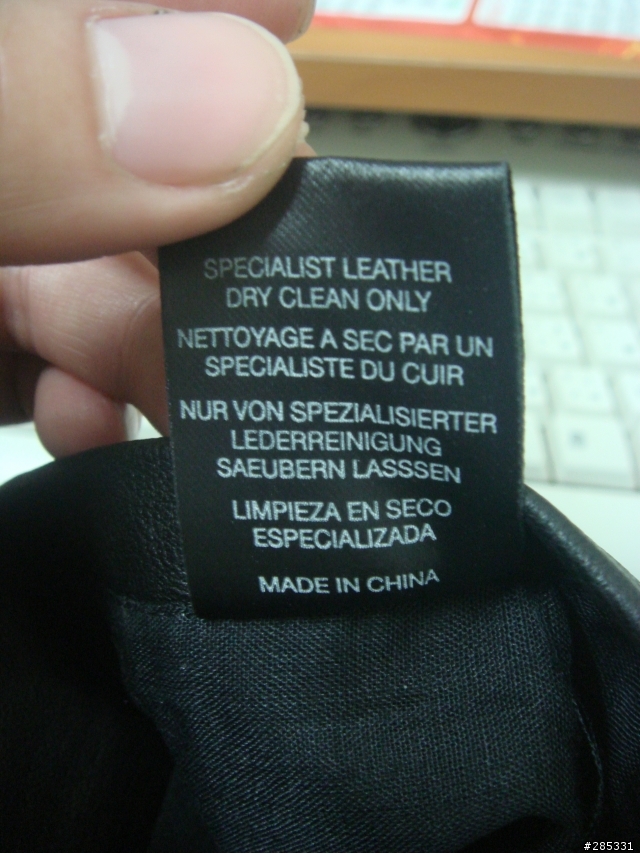 SPECIALIST LEATHER
DRY CLEAN ONLY
NETTOYAGE A SEC PAR UN
SPECIALISTE DU CUIR
NUR VON SPEZIALISIERTER
LEDERREINIGUNG
SAEUBERN LASSSEN
LIMPIEZA EN SECO
ESPECIALIZADA
MADE IN CHINA
#285331